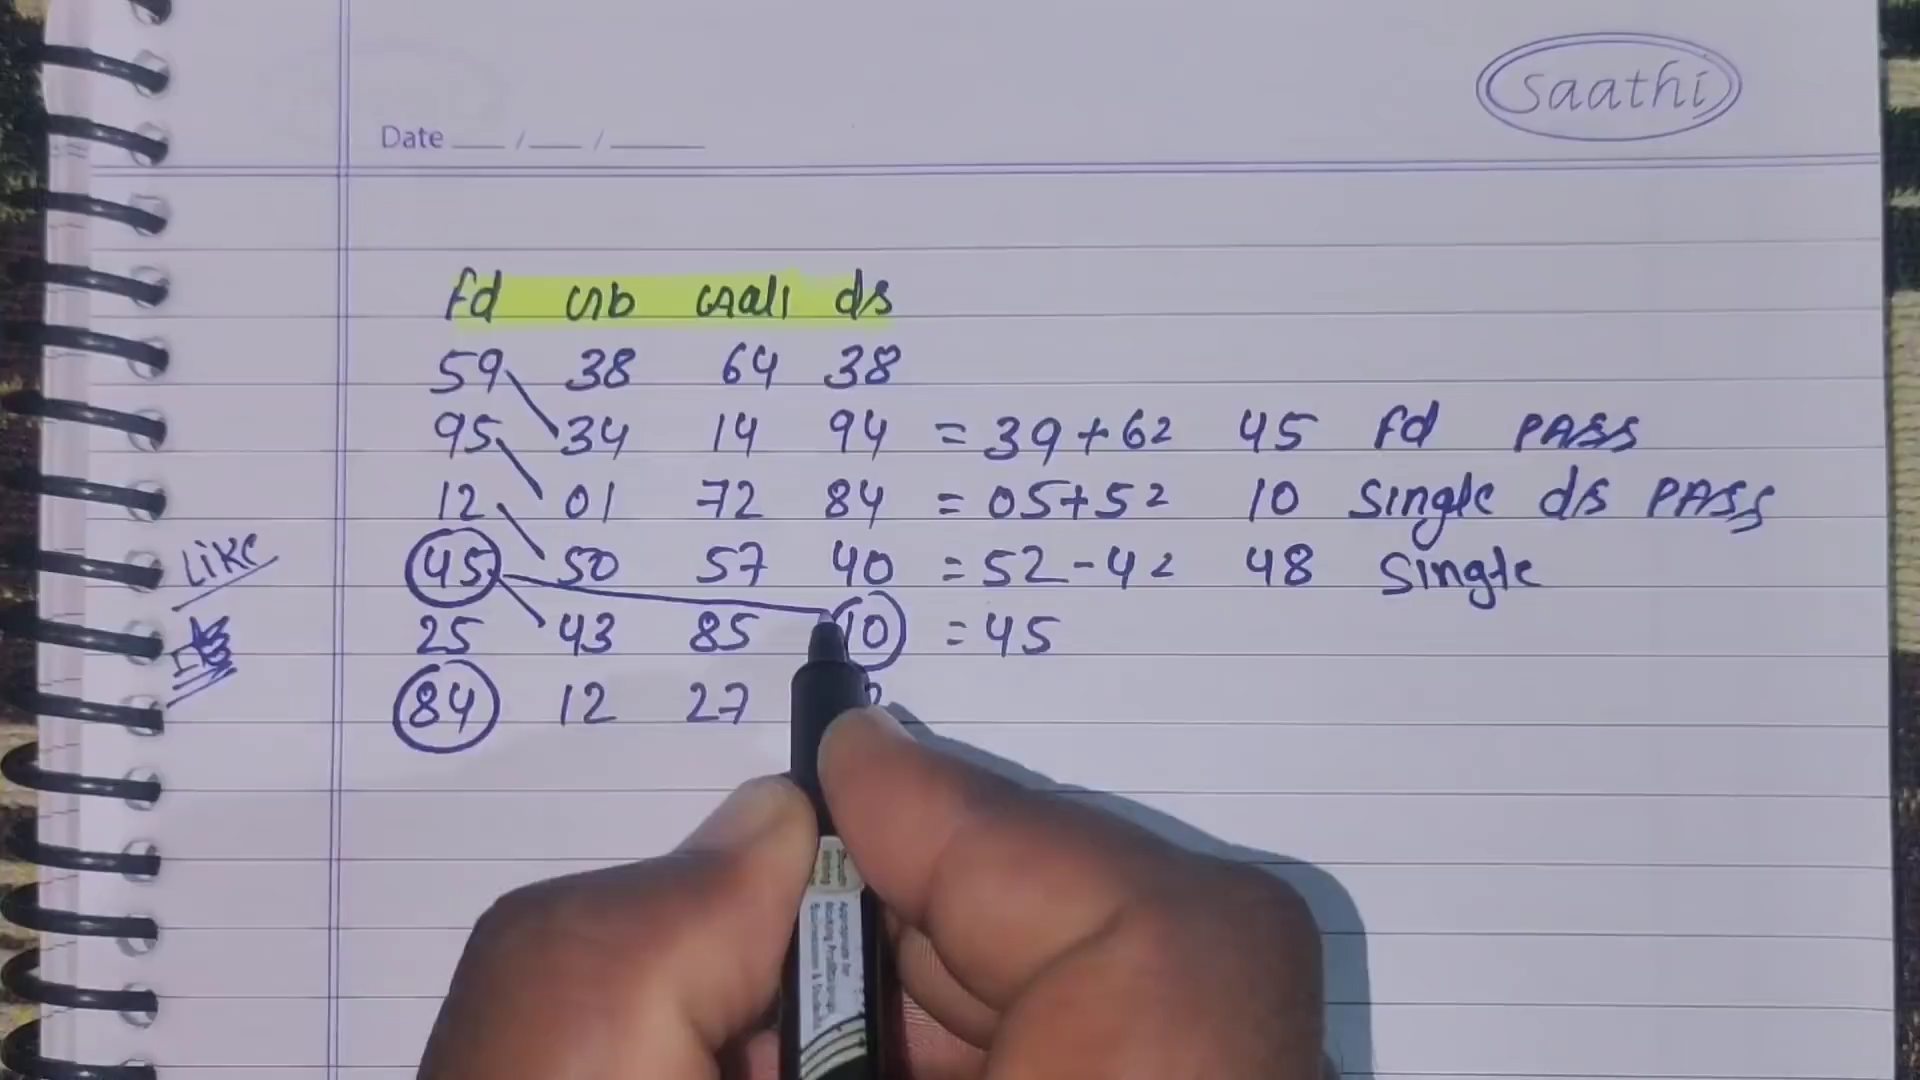 saathi
Date __ / __ / ____
Fd GB GAali ds
59 38 64 38
95 34 14 94 = 39+62 45 Fd PASS
12 01 72 84 = 05+52 10 Single ds PASS
45 50 57 40 = 52-42 48 Single
LIKE
25 43 85 10 = 45
84 12 27